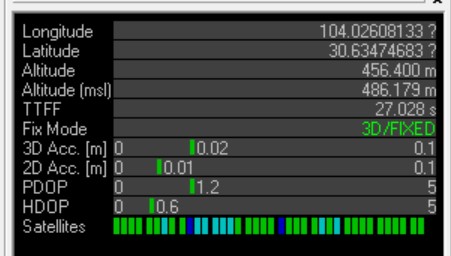 Longitude 104.02608133 ?
Latitude 30.63474683 ?
Altitude 456.400 m
Altitude (msl) 486.179 m
TTFF 27.028 s
Fix Mode 3D/FIXED
3D Acc. [m] 0 0.02 0.1
2D Acc. [m] 0 0.01 0.1
PDOP 0 1.2 5
HDOP 0 0.6 5
Satellites